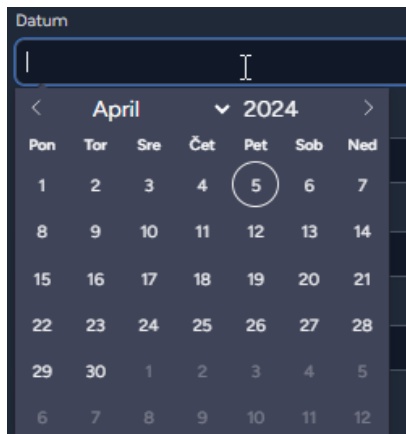 Datum
April 2024
Pon Tor Sre Čet Pet Sob Ned
1 2 3 4 5 6 7
8 9 10 11 12 13 14
15 16 17 18 19 20 21
22 23 24 25 26 27 28
29 30 1 2 3 4 5
6 7 8 9 10 11 12